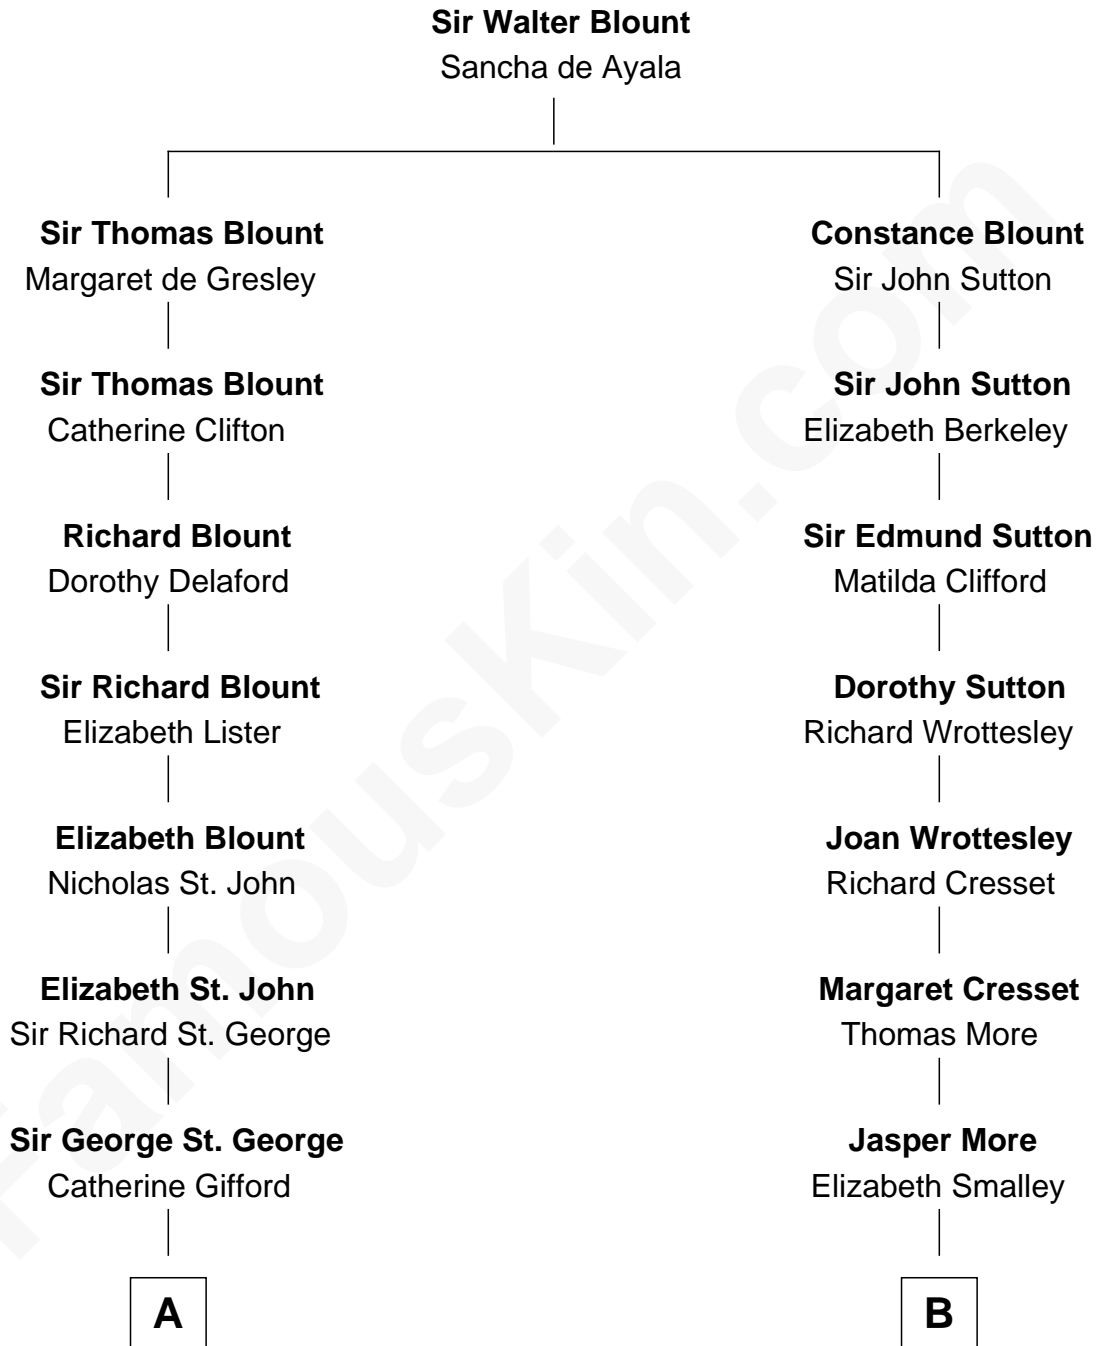 Sir Walter Blount
Sancha de Ayala
Sir Thomas Blount
Margaret de Gresley
Sir Thomas Blount
Catherine Clifton
Richard Blount
Dorothy Delaford
Sir Richard Blount
Elizabeth Lister
Elizabeth Blount
Nicholas St. John
Elizabeth St. John
Sir Richard St. George
Sir George St. George
Catherine Gifford
A
Constance Blount
Sir John Sutton
Sir John Sutton
Elizabeth Berkeley
Sir Edmund Sutton
Matilda Clifford
Dorothy Sutton
Richard Wrottesley
Joan Wrottesley
Richard Cresset
Margaret Cresset
Thomas More
Jasper More
Elizabeth Smalley
B
FamousKin.com